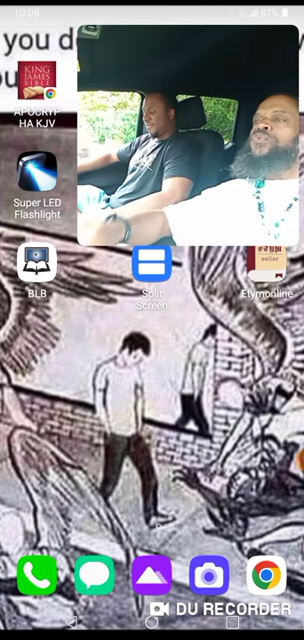 10:09
67%
you d
ou
KING
JAMES
BIBLE
APOCRYP
HA KJV
Super LED
Flashlight
BLB
Split
Screen
Etymonline
DU RECORDER